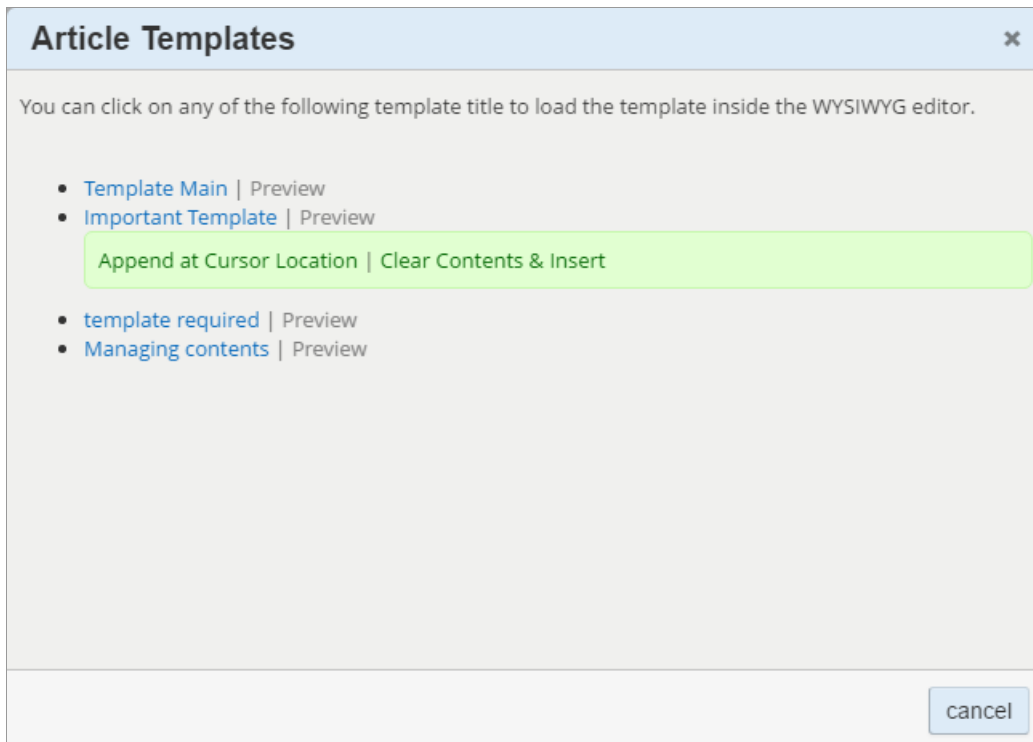 Article Templates ×
You can click on any of the following template title to load the template inside the WYSIWYG editor.
Template Main | Preview
Important Template | Preview
Append at Cursor Location | Clear Contents & Insert
template required | Preview
Managing contents | Preview
cancel